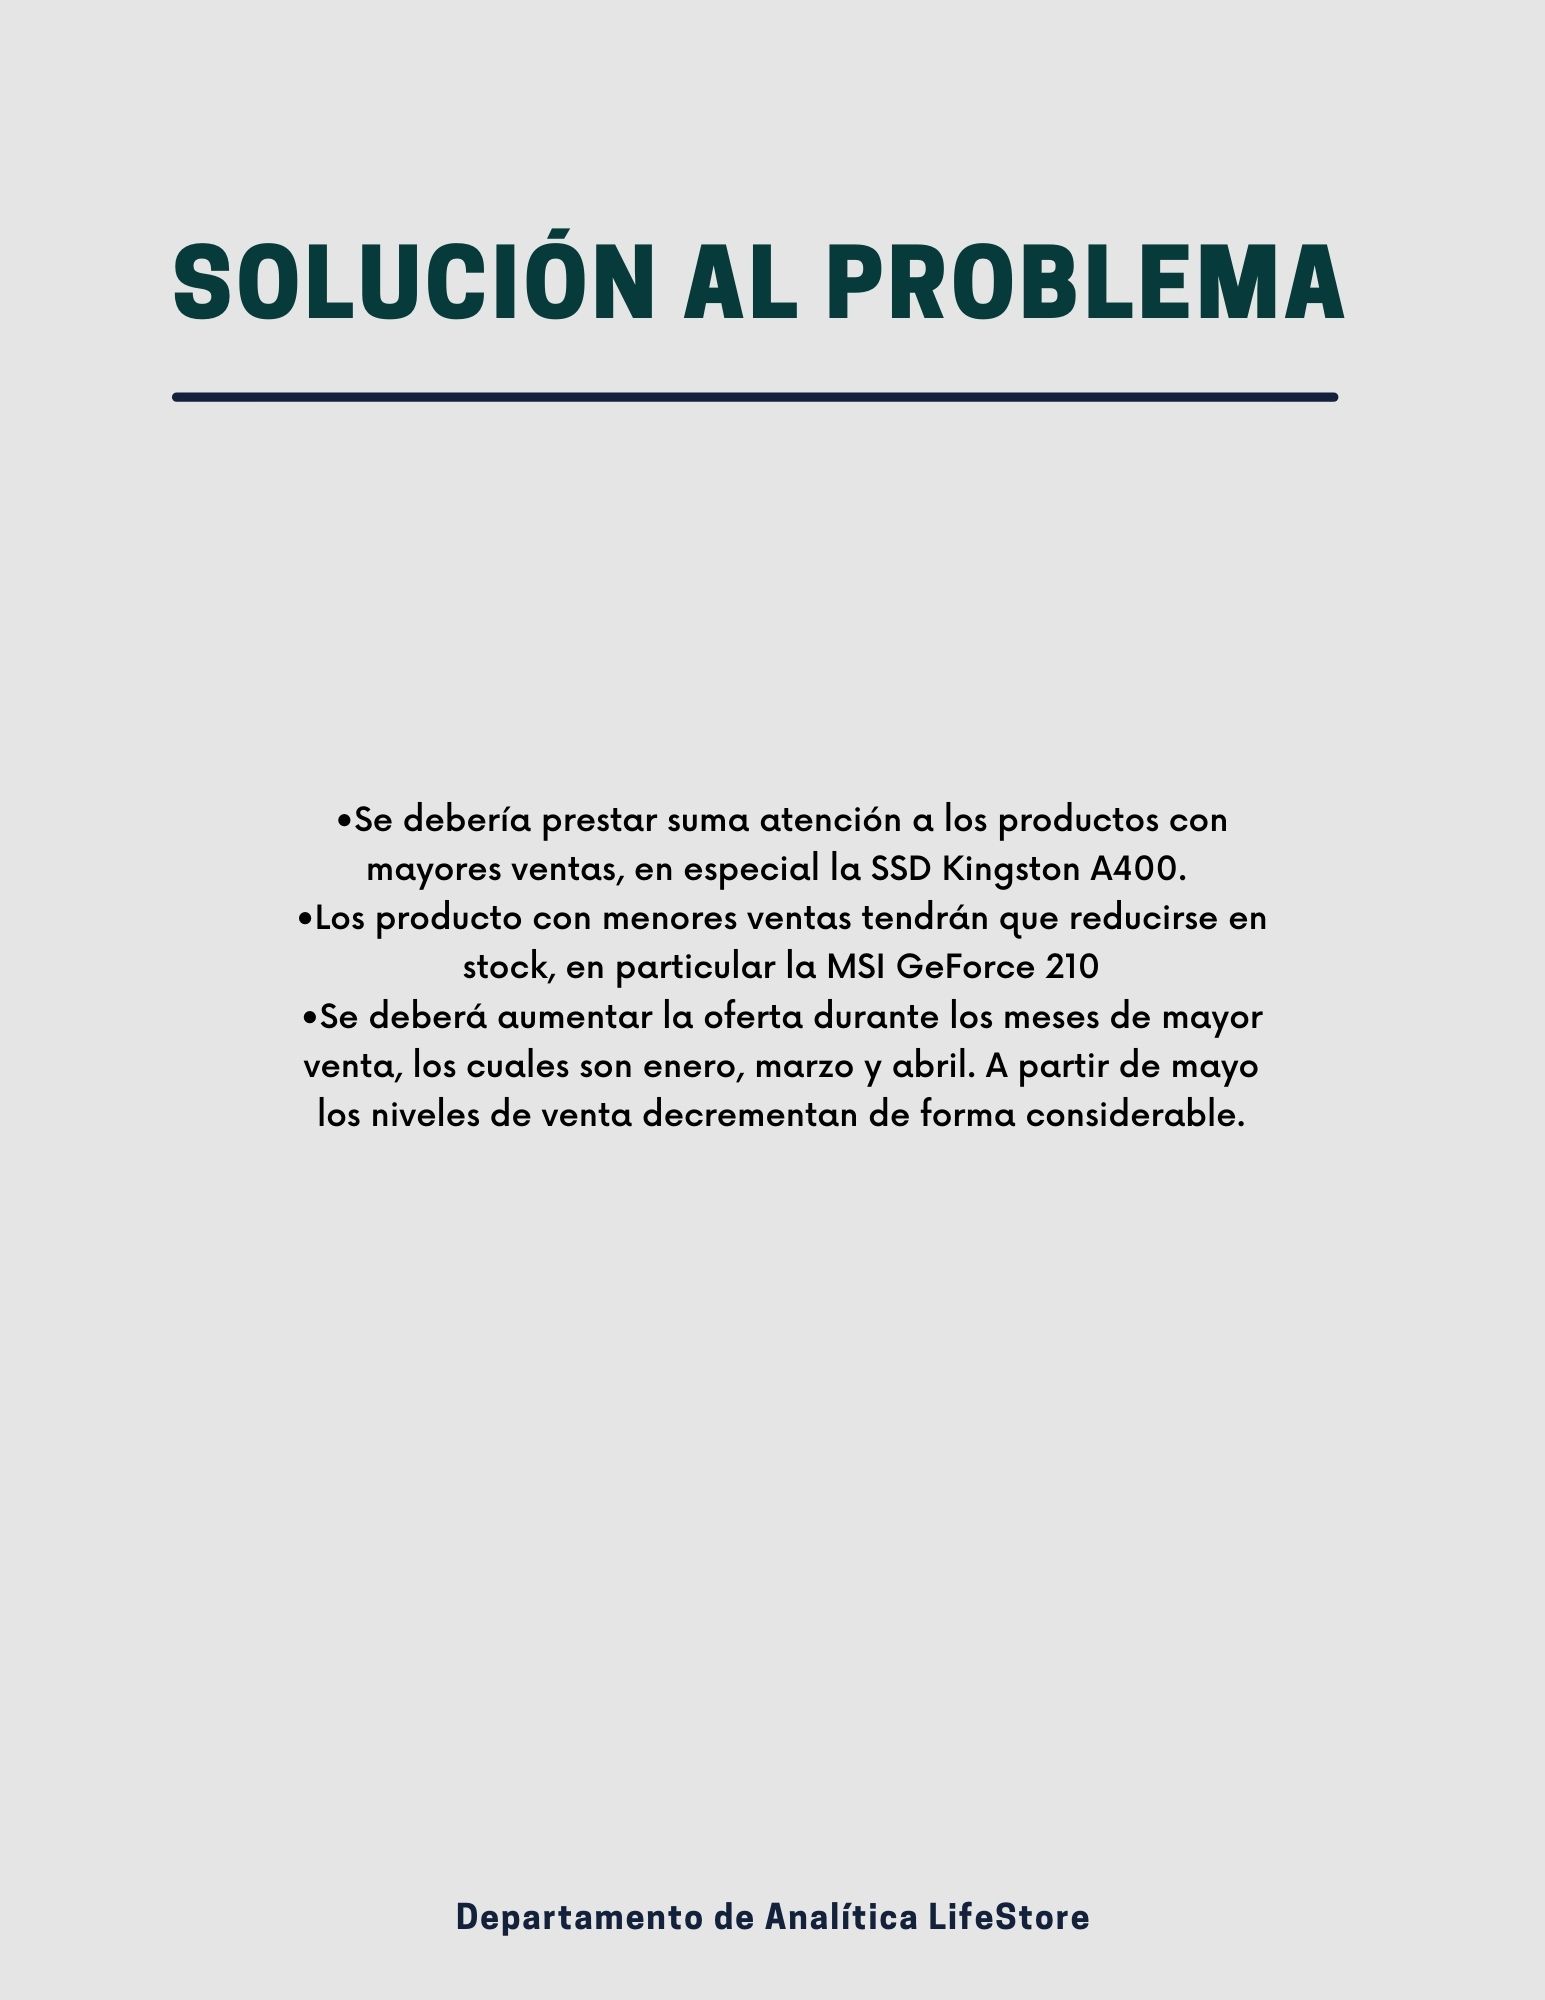 SOLUCIÓN AL PROBLEMA
•Se debería prestar suma atención a los productos con
mayores ventas, en especial la SSD Kingston A400.
•Los producto con menores ventas tendrán que reducirse en
stock, en particular la MSI GeForce 210
•Se deberá aumentar la oferta durante los meses de mayor
venta, los cuales son enero, marzo y abril. A partir de mayo
los niveles de venta decrementan de forma considerable.
Departamento de Analítica LifeStore